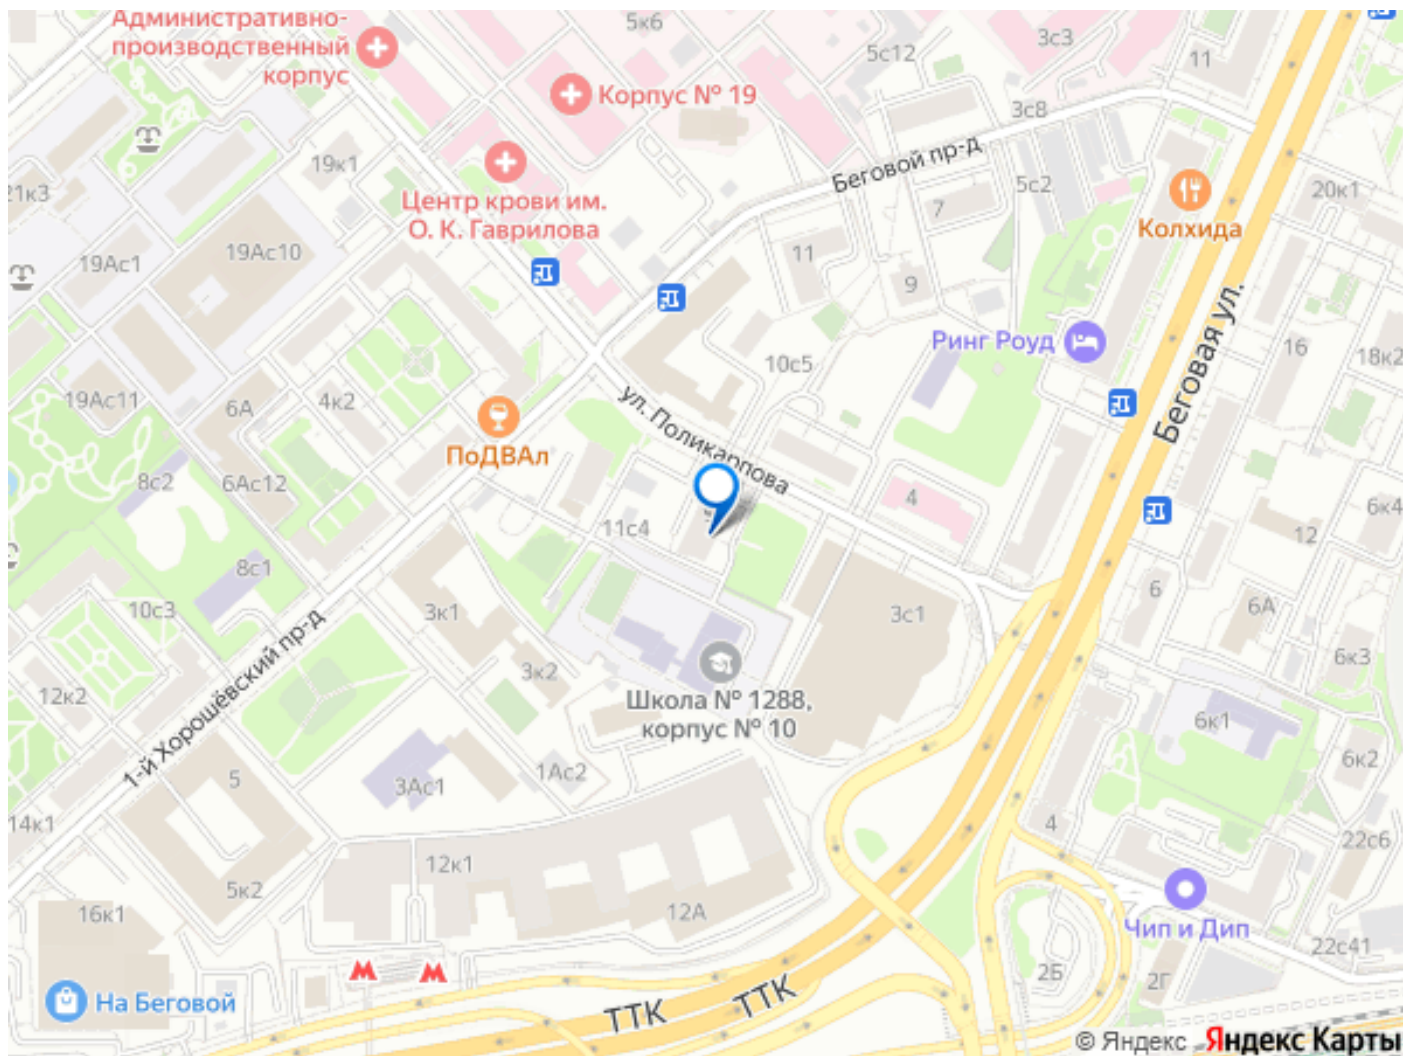 Административно-
производственный
корпус
5к6
5с12
3с3
11
Корпус № 19
3с8
19к1
Беговой пр-д
5с2
20к1
21к3
Центр крови им.
О. К. Гаврилова
7
Колхида
19Ас1
19Ас10
11
9
Беговая ул.
Ринг Роуд
16
18к2
10с5
19Ас11
6А
4к2
ул. Поликарпова
ПоДВАл
8с2
6Ас12
4
6к4
11с4
12
8с1
6
6А
10с3
3к1
3с1
1-й Хорошёвский пр-д
3к2
6к3
12к2
Школа № 1288,
корпус № 10
6к1
5
3Ас1
1Ас2
6к2
14к1
4
22с6
12к1
5к2
16к1
12А
Чип и Дип
22с41
2Б
2Г
На Беговой
ТТК
ТТК
© Яндекс
Яндекс Карты